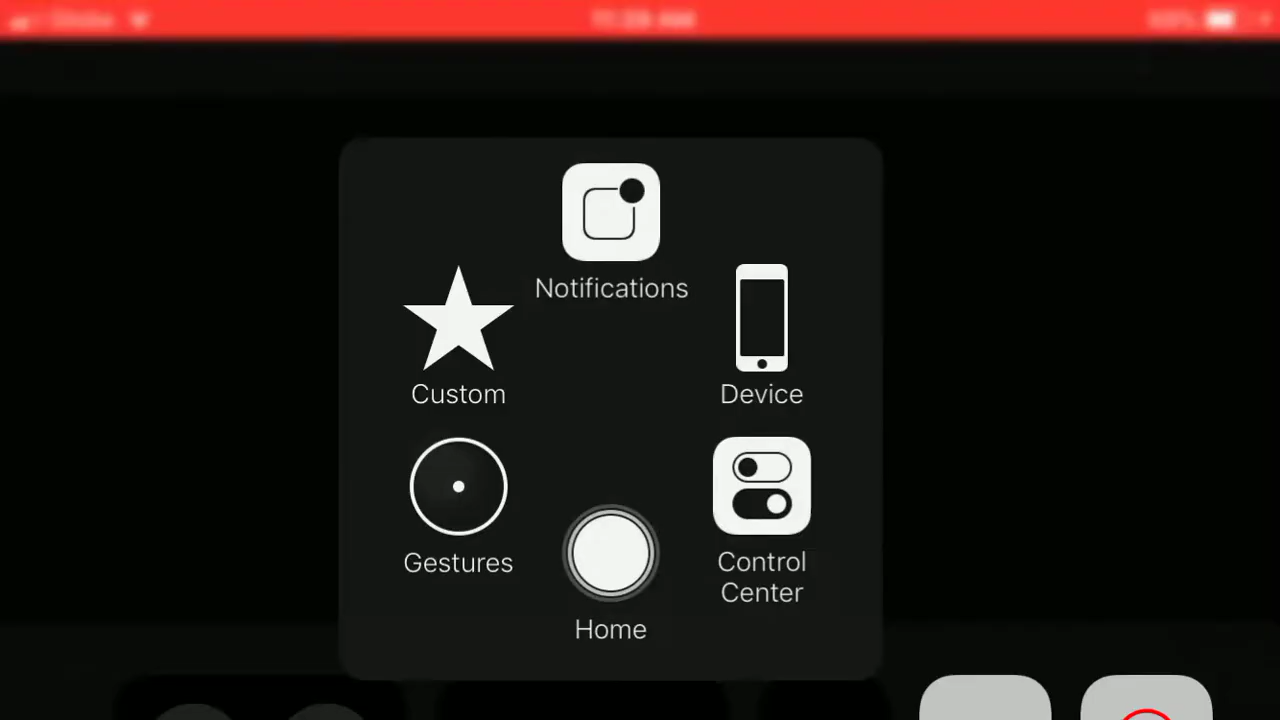 Notifications
Custom
Device
Gestures
Control
Center
Home